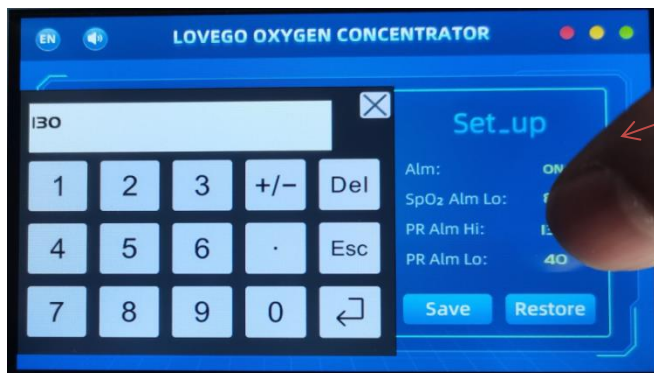 EN LOVEGO OXYGEN CONCENTRATOR
130
Set_up
1 2 3 +/- Del
4 5 6 . Esc
7 8 9 0
Alm: ON
SpO₂ Alm Lo:
PR Alm Hi:
PR Alm Lo: 40
Save Restore